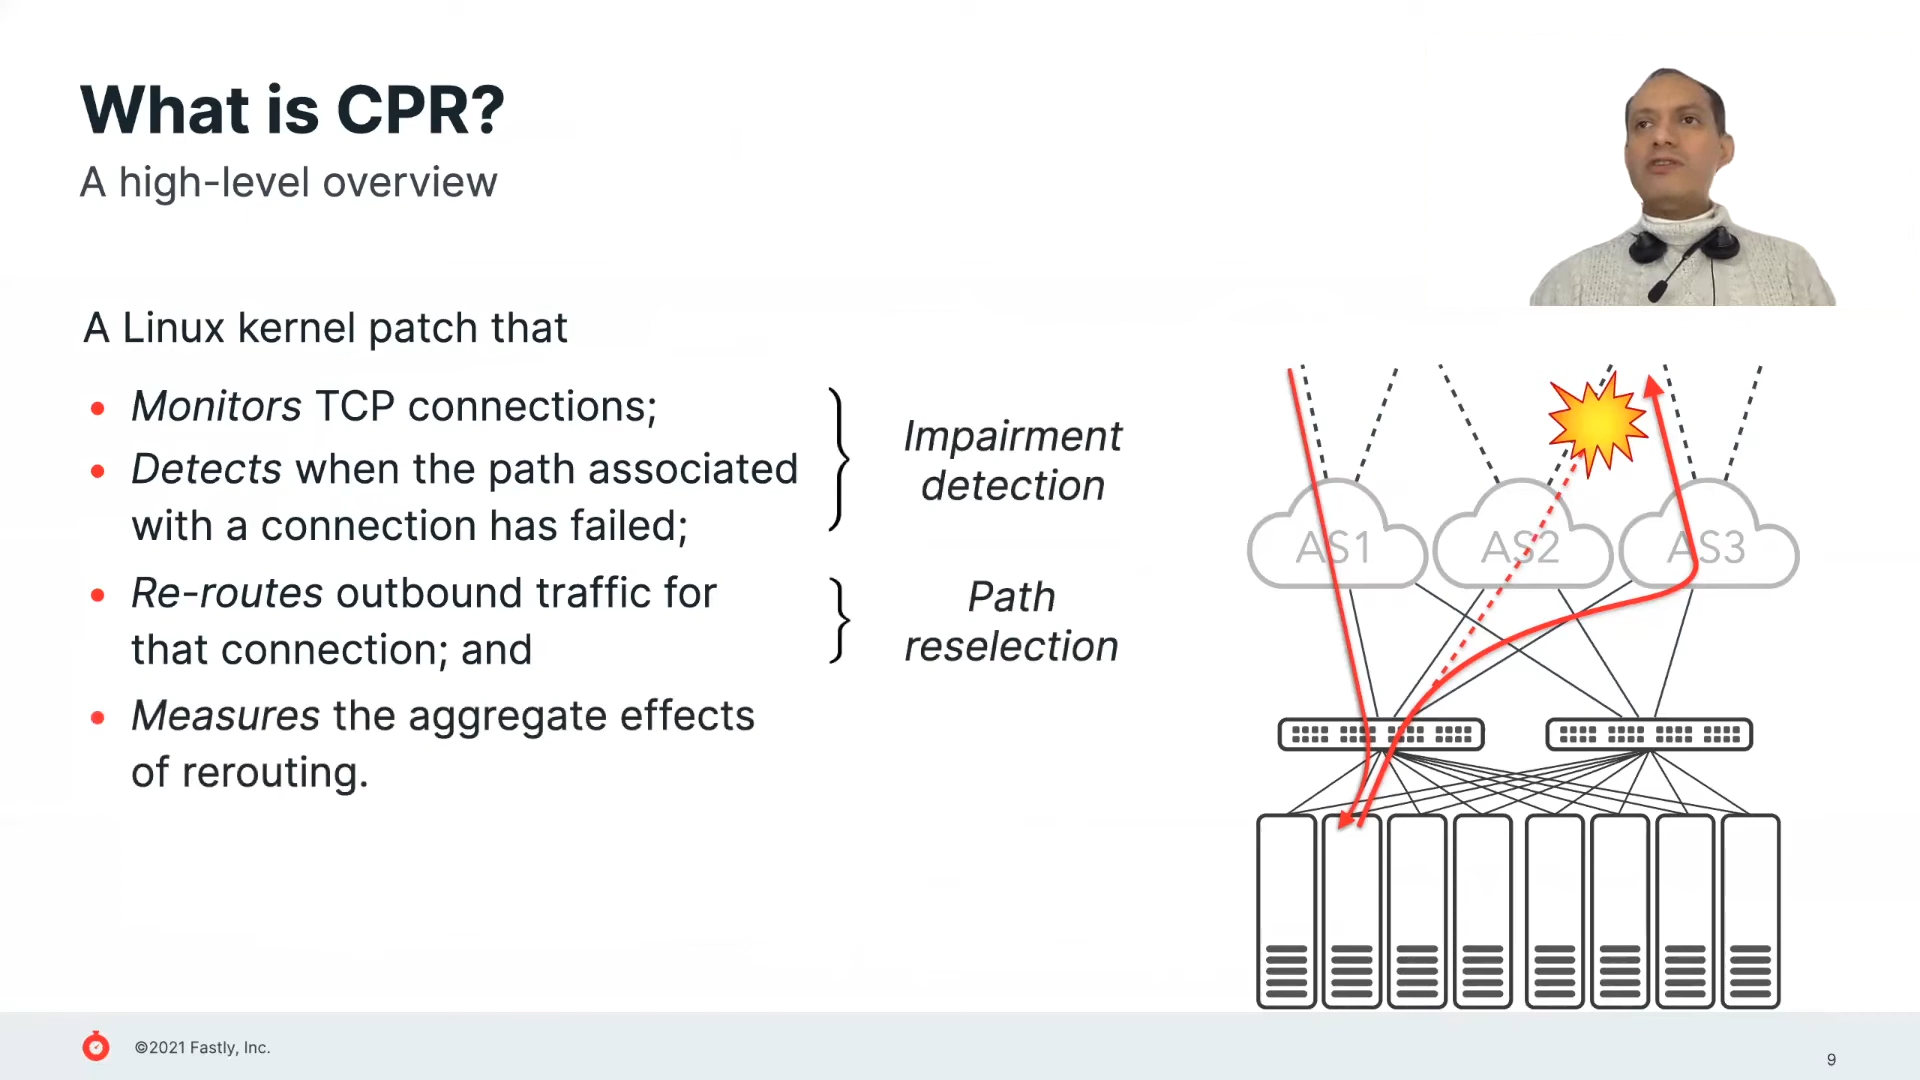 What is CPR?
A high-level overview
A Linux kernel patch that
• Monitors TCP connections;
• Detects when the path associated
with a connection has failed;
• Re-routes outbound traffic for
that connection; and
• Measures the aggregate effects
of rerouting.
Impairment
detection
Path
reselection
AS1
AS2
AS3
©2021 Fastly, Inc.
9